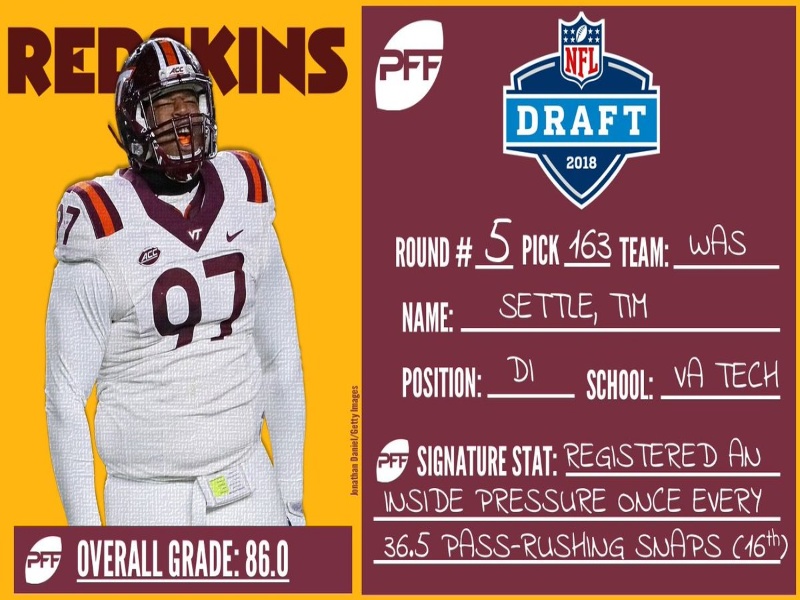 REDSKINS
ACC
97
VT
ACC
97
Jonathan Daniel/Getty Images
PFF OVERALL GRADE: 86.0
PFF
NFL
DRAFT
2018
ROUND # 5 PICK 163 TEAM: WAS
NAME: SETTLE, TIM
POSITION: DI SCHOOL: VA TECH
PFF SIGNATURE STAT: REGISTERED AN
INSIDE PRESSURE ONCE EVERY
36.5 PASS-RUSHING SNAPS (16th)